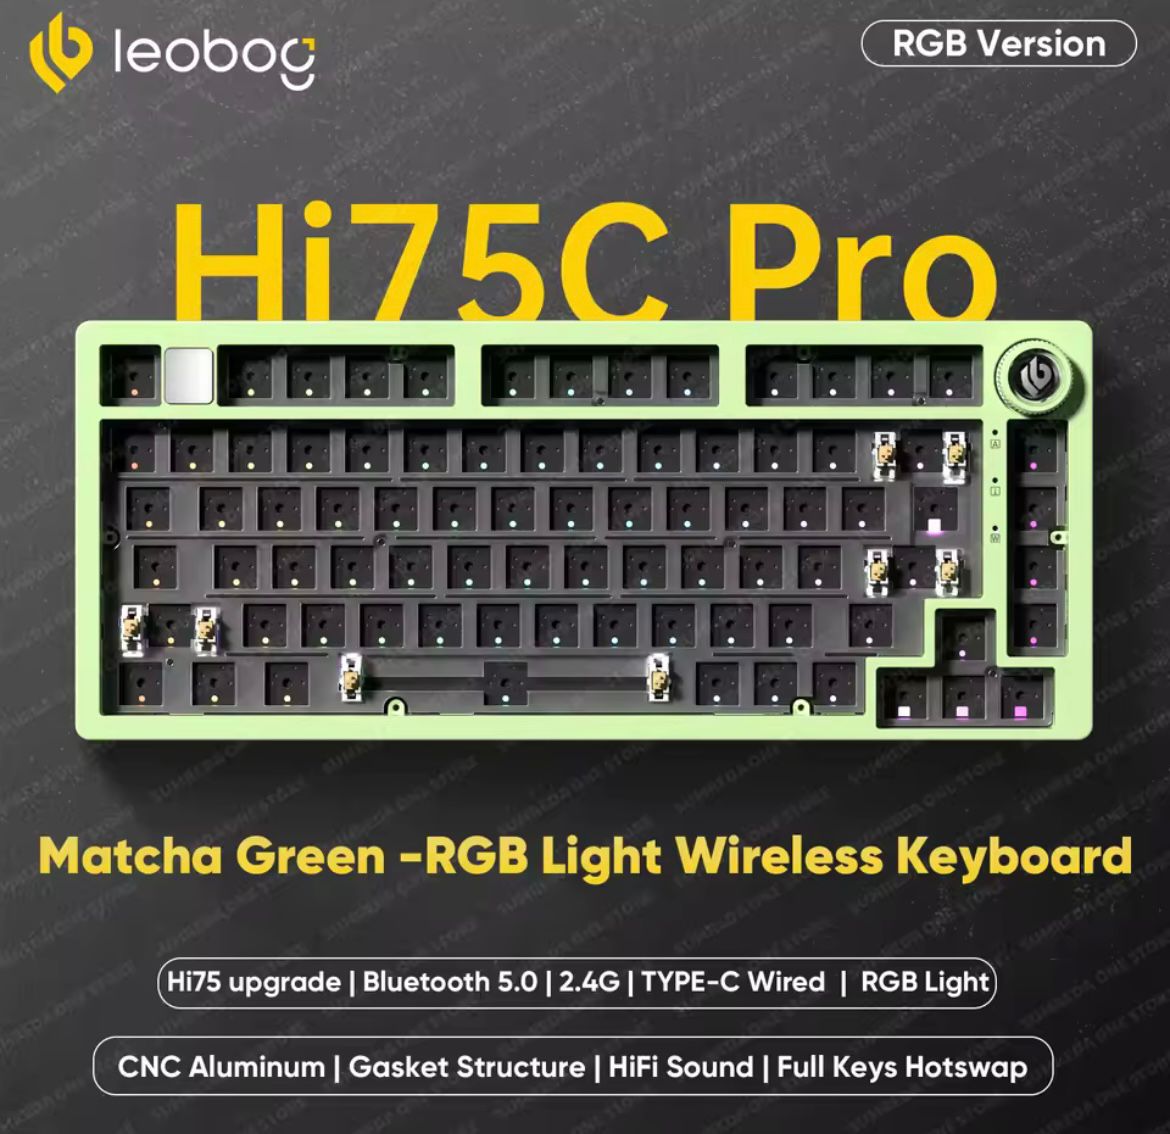 leobog
RGB Version
Hi75C Pro
A
W
Matcha Green -RGB Light Wireless Keyboard
Hi75 upgrade | Bluetooth 5.0 | 2.4G | TYPE-C Wired | RGB Light
CNC Aluminum | Gasket Structure | HiFi Sound | Full Keys Hotswap